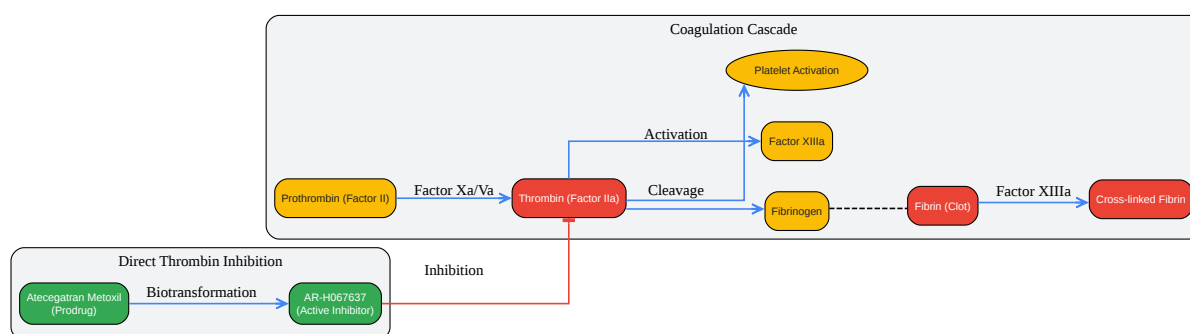 Coagulation Cascade
Platelet Activation
Activation
Factor XIIIa
Prothrombin (Factor II)
Factor Xa/Va
Thrombin (Factor IIa)
Cleavage
Fibrinogen
Fibrin (Clot)
Factor XIIIa
Cross-linked Fibrin
Direct Thrombin Inhibition
Inhibition
Atecegatran Metoxil
(Prodrug)
Biotransformation
AR-H067637
(Active Inhibitor)